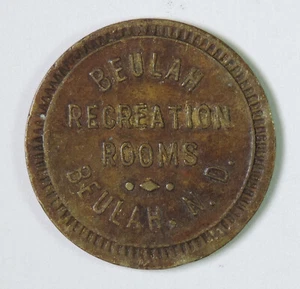 BEULAH
RECREATION
ROOMS
BEULAH, N. D.